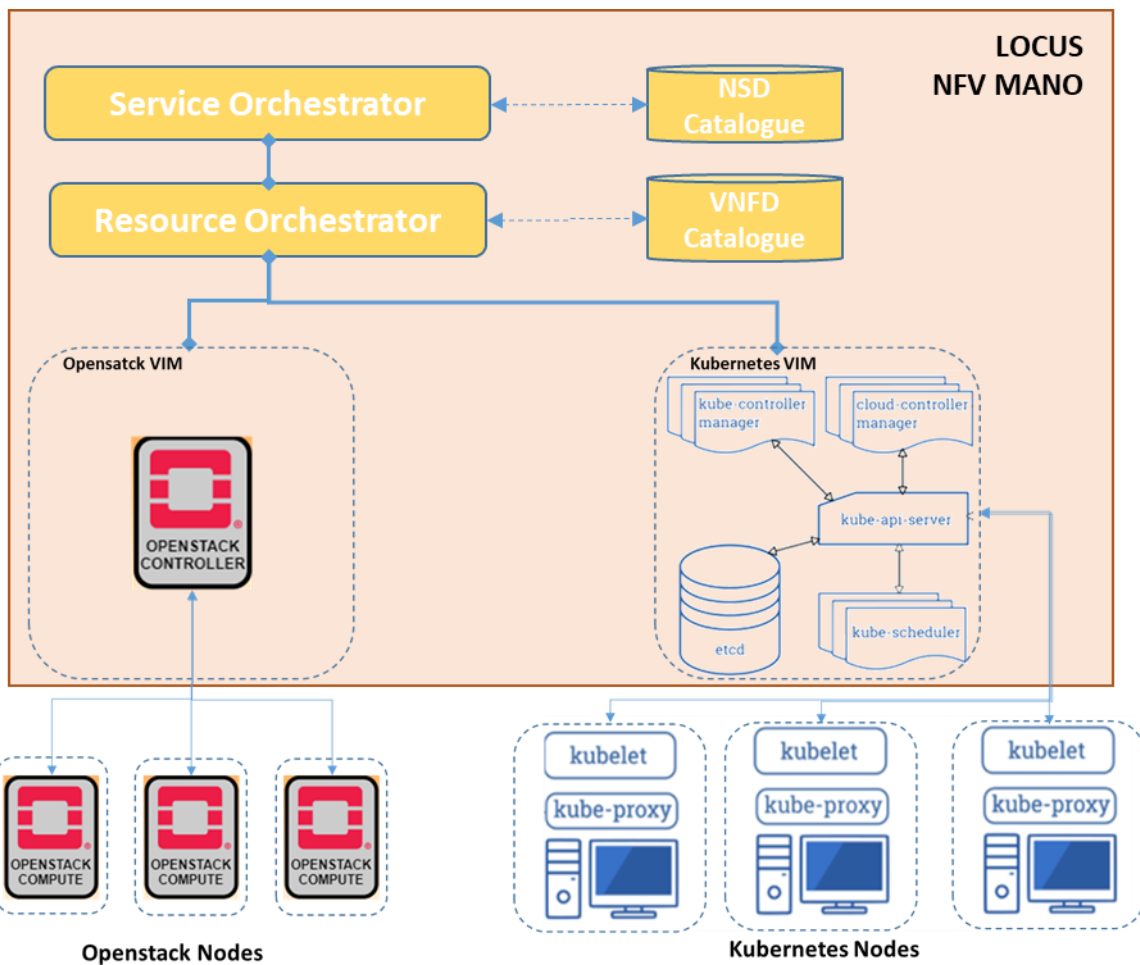 LOCUS
NFV MANO
Service Orchestrator
NSD
Catalogue
Resource Orchestrator
VNFD
Catalogue
Opensatck VIM
Kubernetes VIM
kube-controller
manager
cloud-controller
manager
OPENSTACK
CONTROLLER
kube-api-server
etcd
kube-scheduler
OPENSTACK
COMPUTE
OPENSTACK
COMPUTE
OPENSTACK
COMPUTE
kubelet
kube-proxy
kubelet
kube-proxy
kubelet
kube-proxy
Openstack Nodes
Kubernetes Nodes